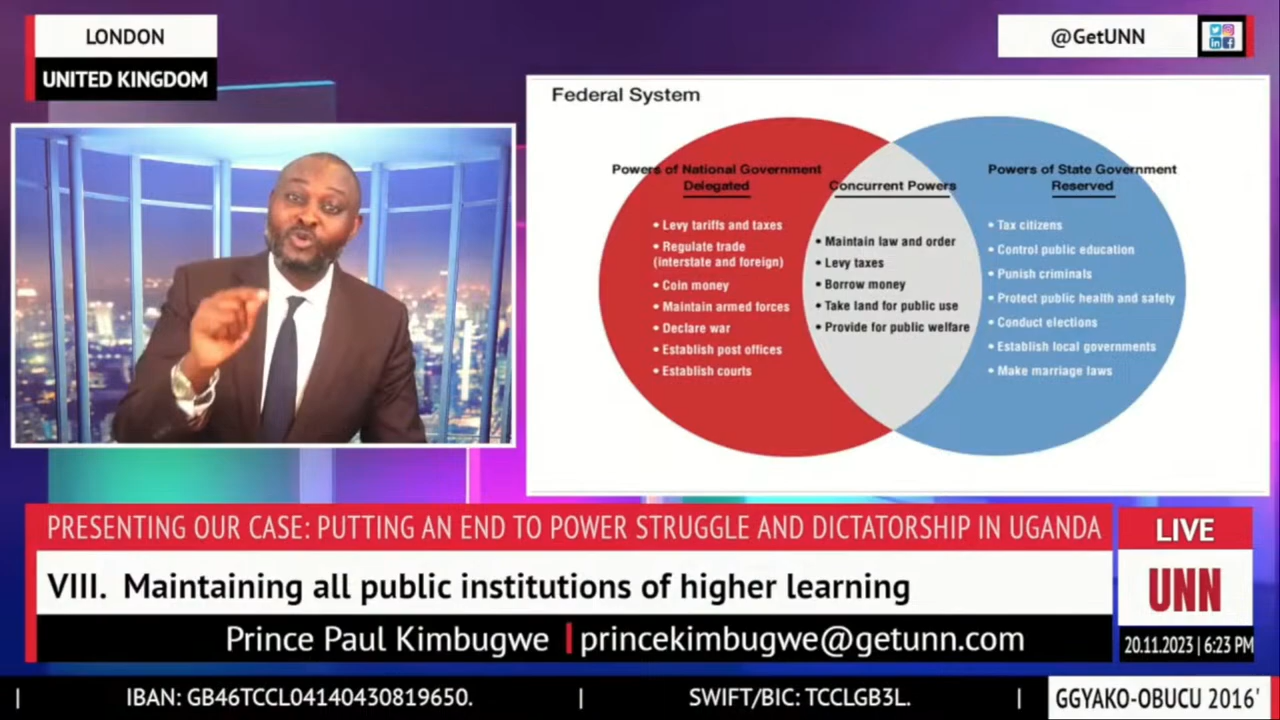 LONDON
UNITED KINGDOM
@GetUNN
Federal System
Powers of National Government
Delegated
• Levy tariffs and taxes
• Regulate trade
(interstate and foreign)
• Coin money
• Maintain armed forces
• Declare war
• Establish post offices
• Establish courts
Concurrent Powers
• Maintain law and order
• Levy taxes
• Borrow money
• Take land for public use
• Provide for public welfare
Powers of State Government
Reserved
• Tax citizens
• Control public education
• Punish criminals
• Protect public health and safety
• Conduct elections
• Establish local governments
• Make marriage laws
PRESENTING OUR CASE: PUTTING AN END TO POWER STRUGGLE AND DICTATORSHIP IN UGANDA
VIII. Maintaining all public institutions of higher learning
Prince Paul Kimbugwe | princekimbugwe@getunn.com
LIVE
UNN
20.11.2023 | 6:23 PM
| IBAN: GB46TCCL04140430819650. | SWIFT/BIC: TCCLGB3L. | GGYAKO-OBUCU 2016'